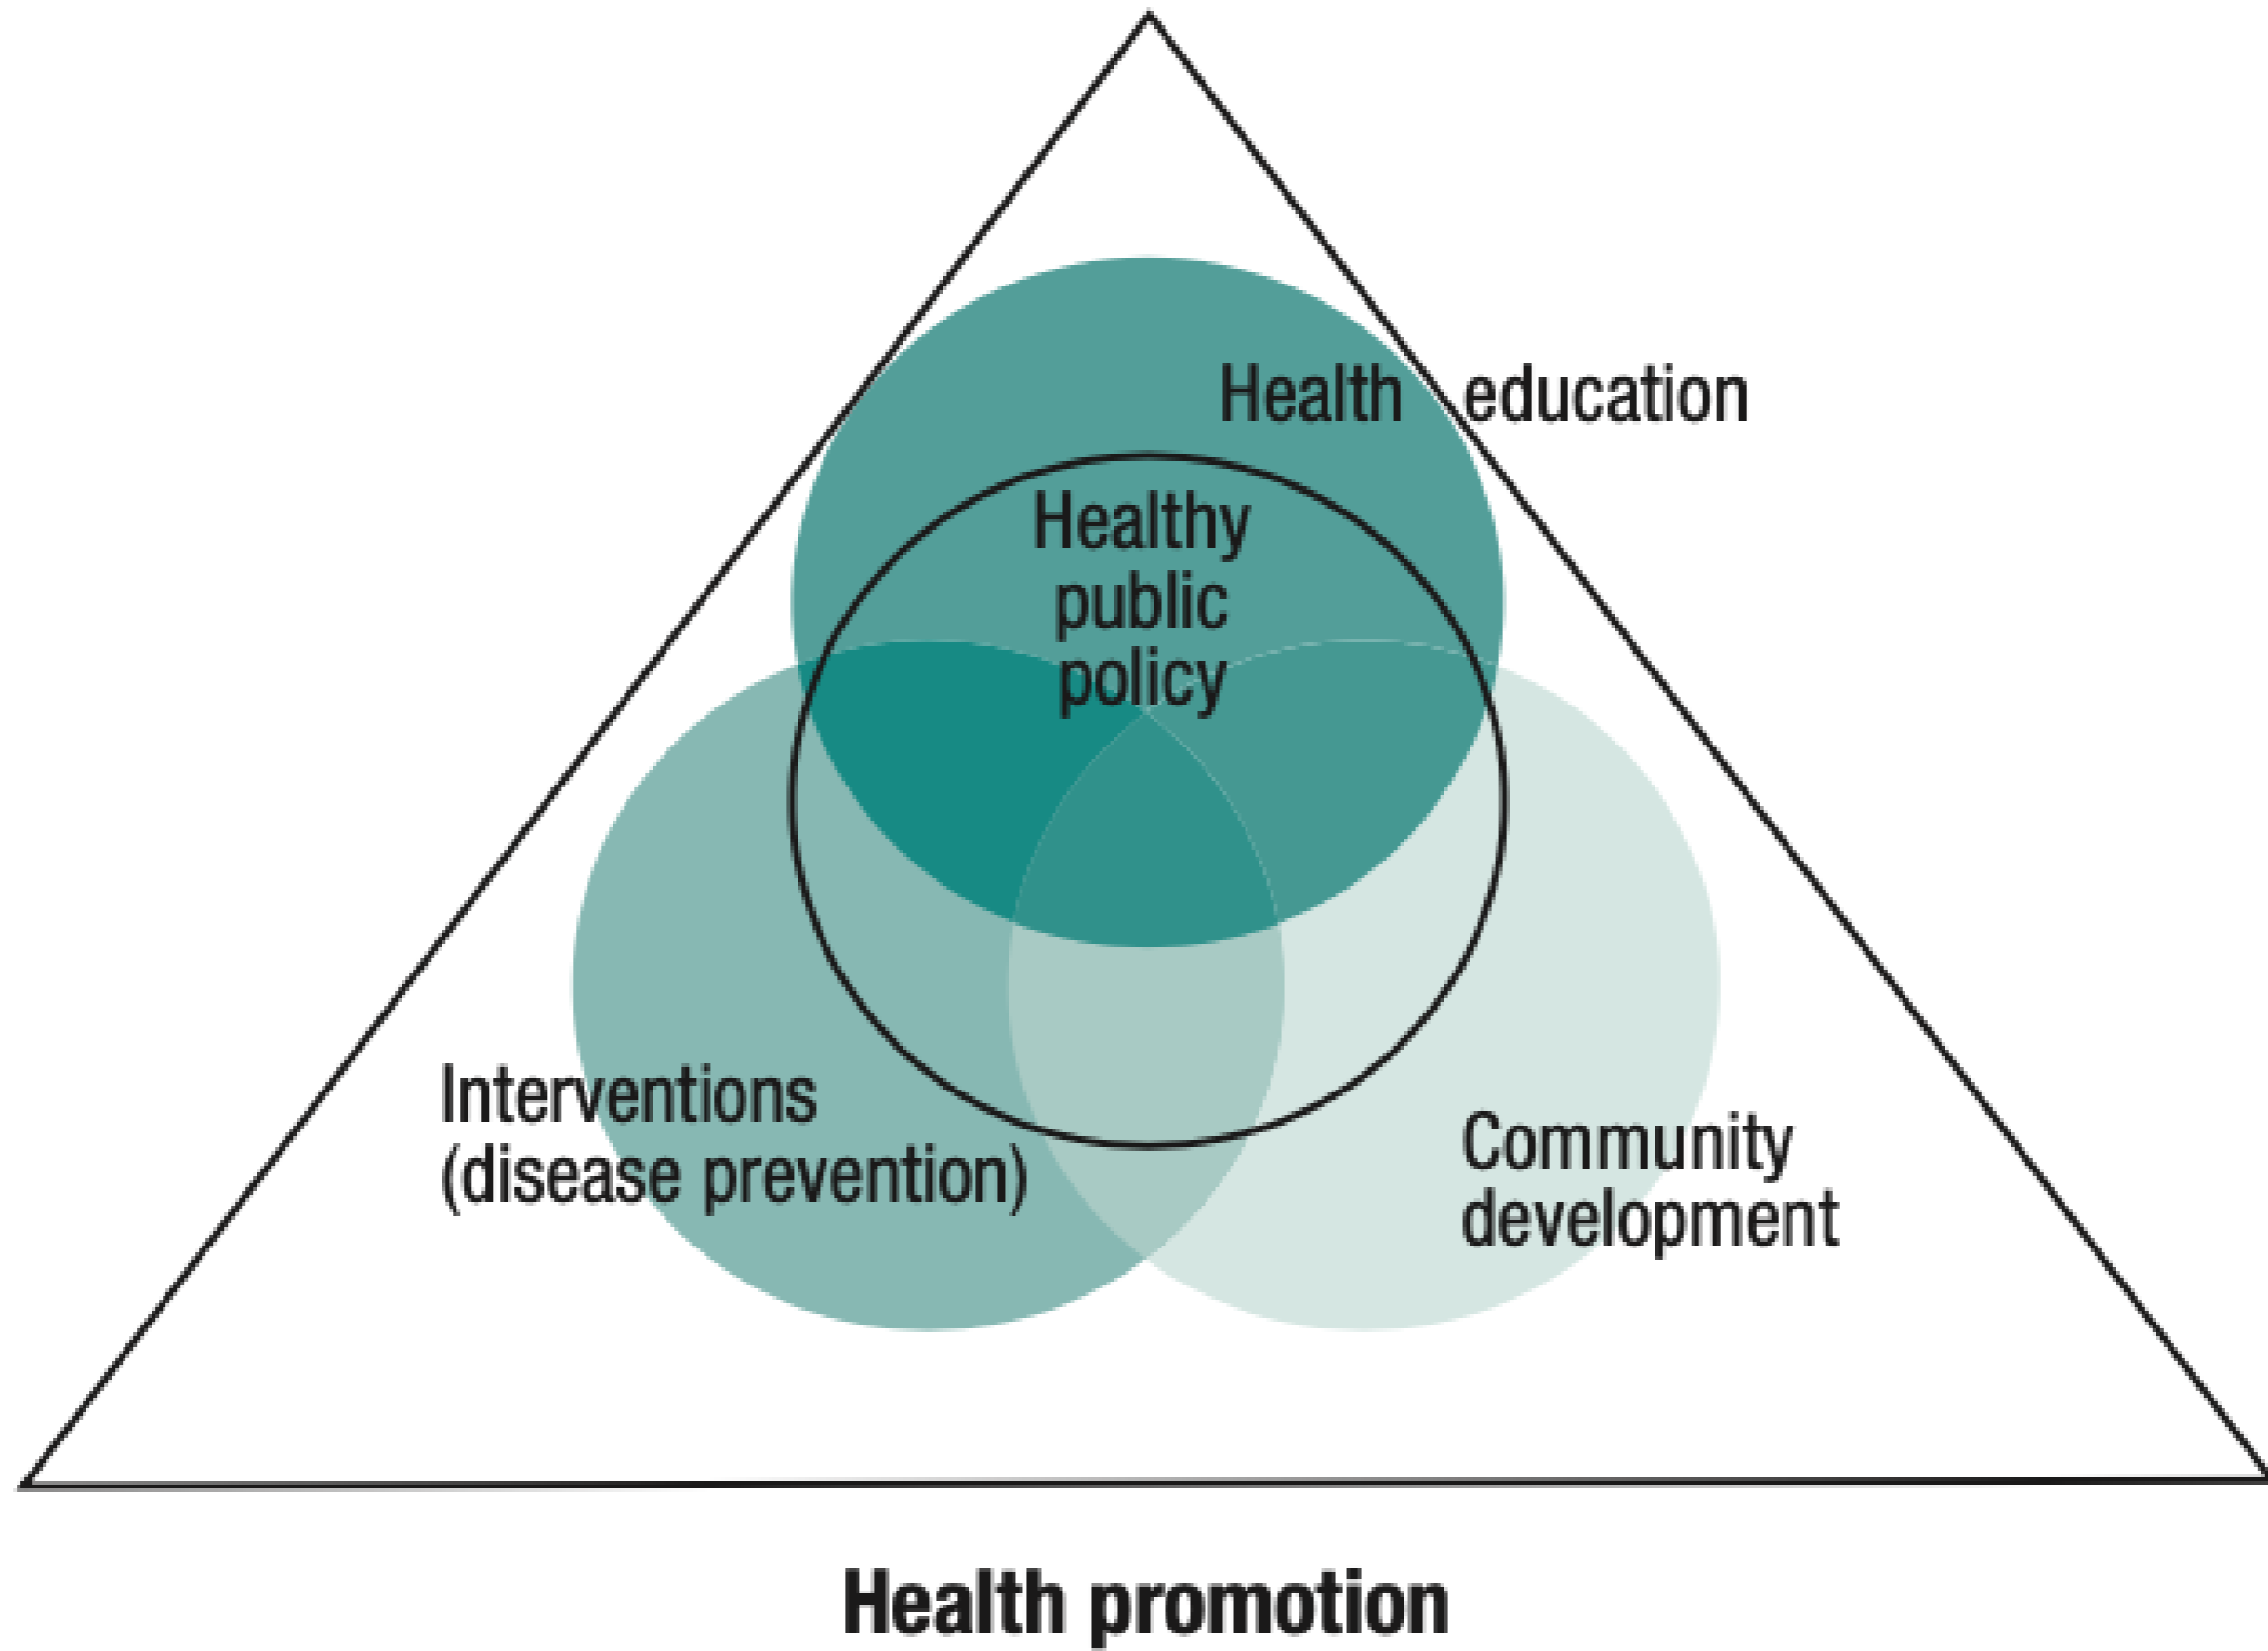 Health education
Healthy
public
policy
Interventions
(disease prevention)
Community
development
Health promotion